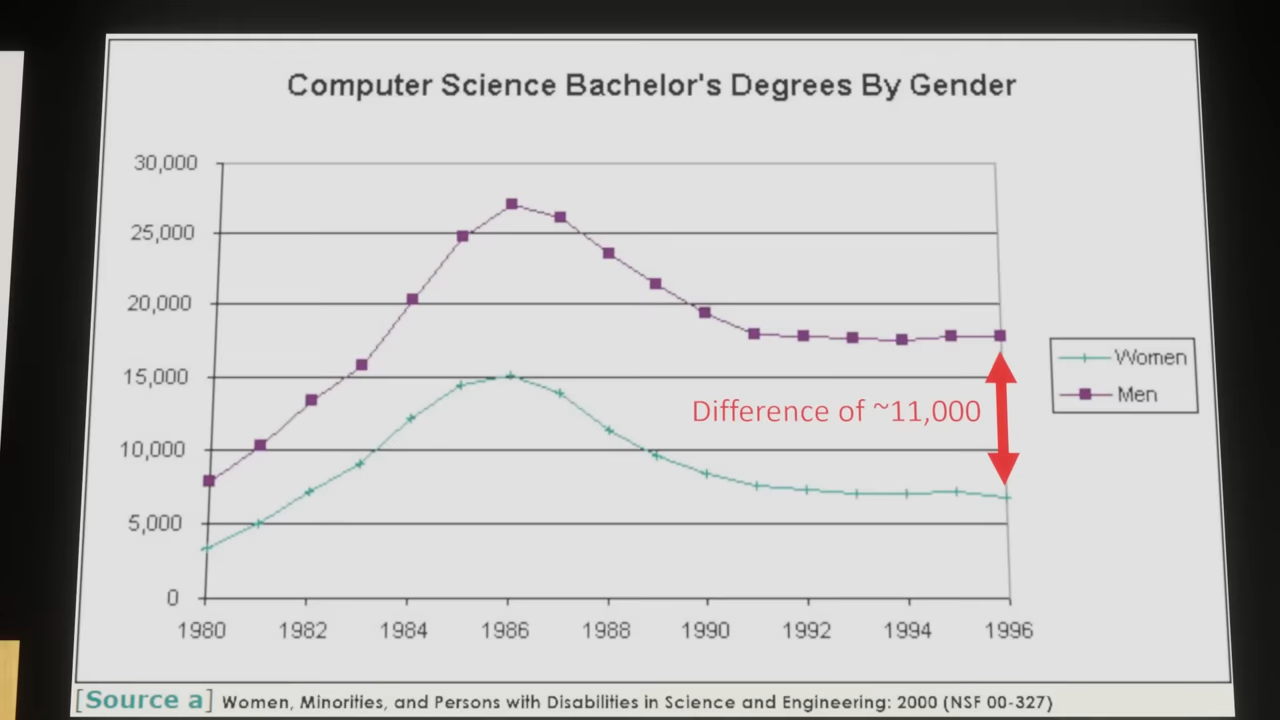 Computer Science Bachelor's Degrees By Gender
30,000
25,000
20,000
15,000
10,000
5,000
0
1980 1982 1984 1986 1988 1990 1992 1994 1996
Difference of ~11,000
Women
Men
[Source a] Women, Minorities, and Persons with Disabilities in Science and Engineering: 2000 (NSF 00-327)